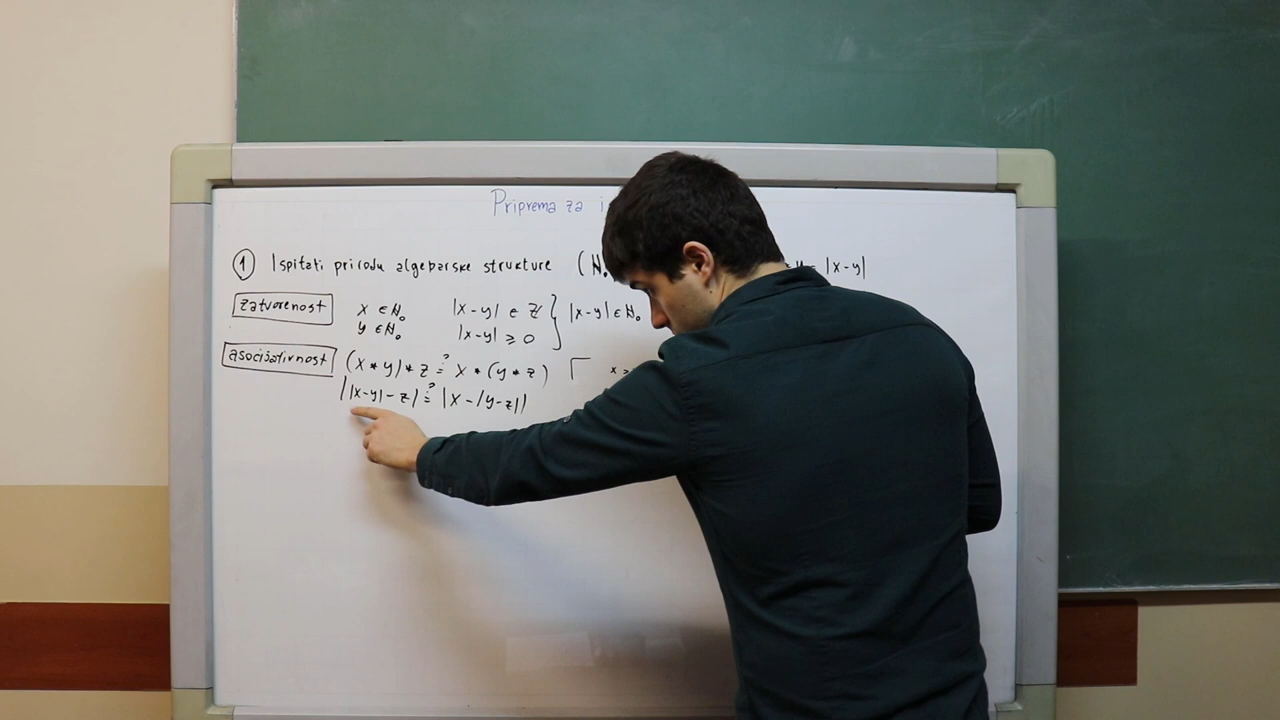 Priprema za i
① Ispitati prirodu algebarske strukture (N₀ = |x-y|
zatvorenost x ∈ N₀ |x-y| ∈ Z } |x-y| ∈ N₀
y ∈ N₀ |x-y| ⩾ 0
asocijativnost (x * y) * z ≟ x * (y * z) x
||x-y|-z| ≟ |x-|y-z||